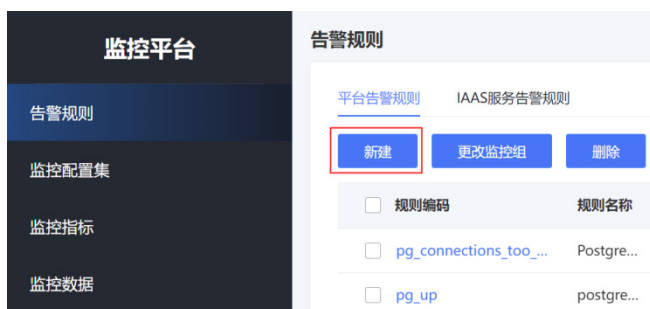 监控平台
告警规则
监控配置集
监控指标
监控数据
告警规则
平台告警规则 IAAS服务告警规则
新建 更改监控组 删除
规则编码 规则名称
pg_connections_too_... Postgre...
pg_up postgre...